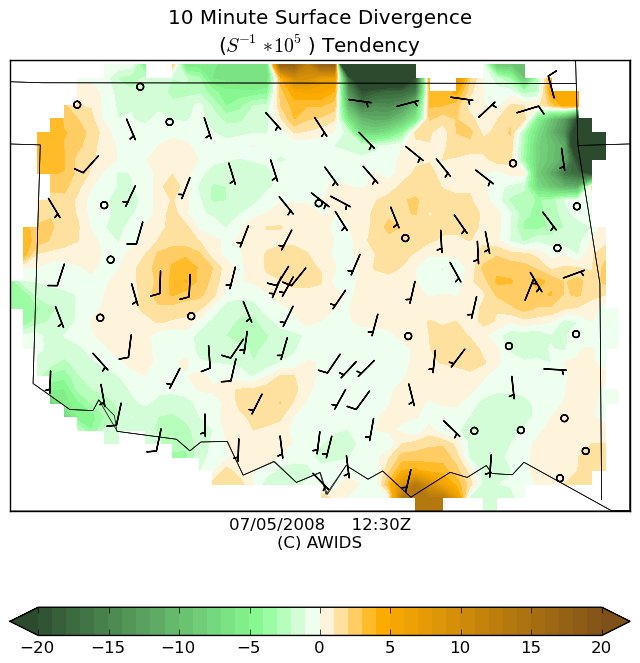 10 Minute Surface Divergence
(S⁻¹ * 10⁵ ) Tendency
07/05/2008 12:30Z
(C) AWIDS
−20 −15 −10 −5 0 5 10 15 20